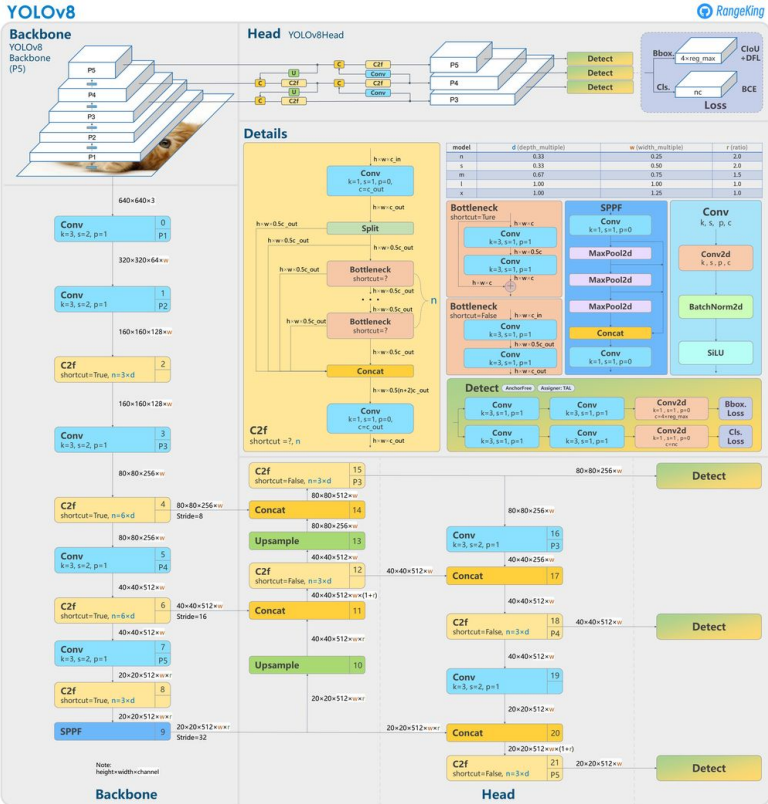 YOLOv8
RangeKing
Backbone
YOLOv8
Backbone
(P5)
P5
P4
P3
P2
P1
Head YOLOv8Head
C
C2f
C
C2f
U
Conv
C
C2f
C
C2f
U
Conv
C
C2f
P5
P4
P3
Detect
Detect
Detect
Bbox.
4×reg_max
CIoU
+DFL
Cls.
nc
BCE
Loss
640×640×3
Conv
k=3, s=2, p=1
0
P1
320×320×64×w
Conv
k=3, s=2, p=1
1
P2
160×160×128×w
C2f
shortcut=True, n=3×d
2
160×160×128×w
Conv
k=3, s=2, p=1
3
P3
80×80×256×w
C2f
shortcut=True, n=6×d
4
80×80×256×w
Stride=8
80×80×256×w
Conv
k=3, s=2, p=1
5
P4
40×40×512×w
C2f
shortcut=True, n=6×d
6
40×40×512×w
Stride=16
40×40×512×w
Conv
k=3, s=2, p=1
7
P5
20×20×512×w×r
C2f
shortcut=True, n=3×d
8
20×20×512×w×r
SPPF
9
20×20×512×w×r
Stride=32
Note:
height×width×channel
Backbone
Details
h=w=c_in
Conv
k=1, s=1, p=0,
c=c_out
h=w=c_out
Split
h=w=0.5c_out
h=w=0.5c_out
h=w=0.5c_out
Bottleneck
shortcut=?
h=w=0.5c_out
• • •
h=w=0.5c_out
n
h=w=0.5c_out
Bottleneck
shortcut=?
h=w=0.5c_out
Concat
h=w=0.5(n+2)c_out
Conv
k=1, s=1, p=0,
c=c_out
h=w=c_out
C2f
shortcut =?, n
model d (depth_multiple) w (width_multiple) r (ratio)
n 0.33 0.25 2.0
s 0.33 0.50 2.0
m 0.67 0.75 1.5
l 1.00 1.00 1.0
x 1.00 1.25 1.0
Bottleneck
shortcut=Ture
h=w=c
Conv
k=3, s=1, p=1
h=w=0.5c
Conv
k=3, s=1, p=1
h=w=c
h=w=c
Bottleneck
shortcut=False
h=w=c_in
Conv
k=3, s=1, p=1
h=w=0.5c_out
Conv
k=3, s=1, p=1
h=w=c_out
SPPF
Conv
k=1, s=1, p=0
MaxPool2d
MaxPool2d
MaxPool2d
Concat
Conv
k=1, s=1, p=0
Conv
k, s, p, c
Conv2d
k, s, p, c
BatchNorm2d
SiLU
Detect
AnchorFree
Assigner: TAL
Conv
k=3, s=1, p=1
Conv
k=3, s=1, p=1
Conv2d
k=1, s=1, p=0
c=4×reg_max
Bbox.
Loss
Conv
k=3, s=1, p=1
Conv
k=3, s=1, p=1
Conv2d
k=1, s=1, p=0
c=nc
Cls.
Loss
C2f
shortcut=False, n=3×d
15
P3
80×80×256×w
Detect
80×80×512×w
Concat
14
80×80×256×w
Upsample
13
40×40×512×w
C2f
shortcut=False, n=3×d
12
40×40×512×w
40×40×512×w×(1+r)
Concat
11
40×40×512×w×r
Upsample
10
20×20×512×w×r
80×80×256×w
Conv
k=3, s=2, p=1
16
P3
40×40×256×w
Concat
17
40×40×512×w
C2f
shortcut=False, n=3×d
18
P4
40×40×512×w
Detect
40×40×512×w
Conv
k=3, s=2, p=1
19
20×20×512×w
20×20×512×w×r
Concat
20
20×20×512×w×(1+r)
C2f
shortcut=False, n=3×d
21
P5
20×20×512×w
Detect
Head